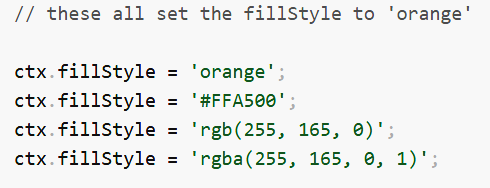 // these all set the fillStyle to 'orange'
ctx.fillStyle = 'orange';
ctx.fillStyle = '#FFA500';
ctx.fillStyle = 'rgb(255, 165, 0)';
ctx.fillStyle = 'rgba(255, 165, 0, 1)';